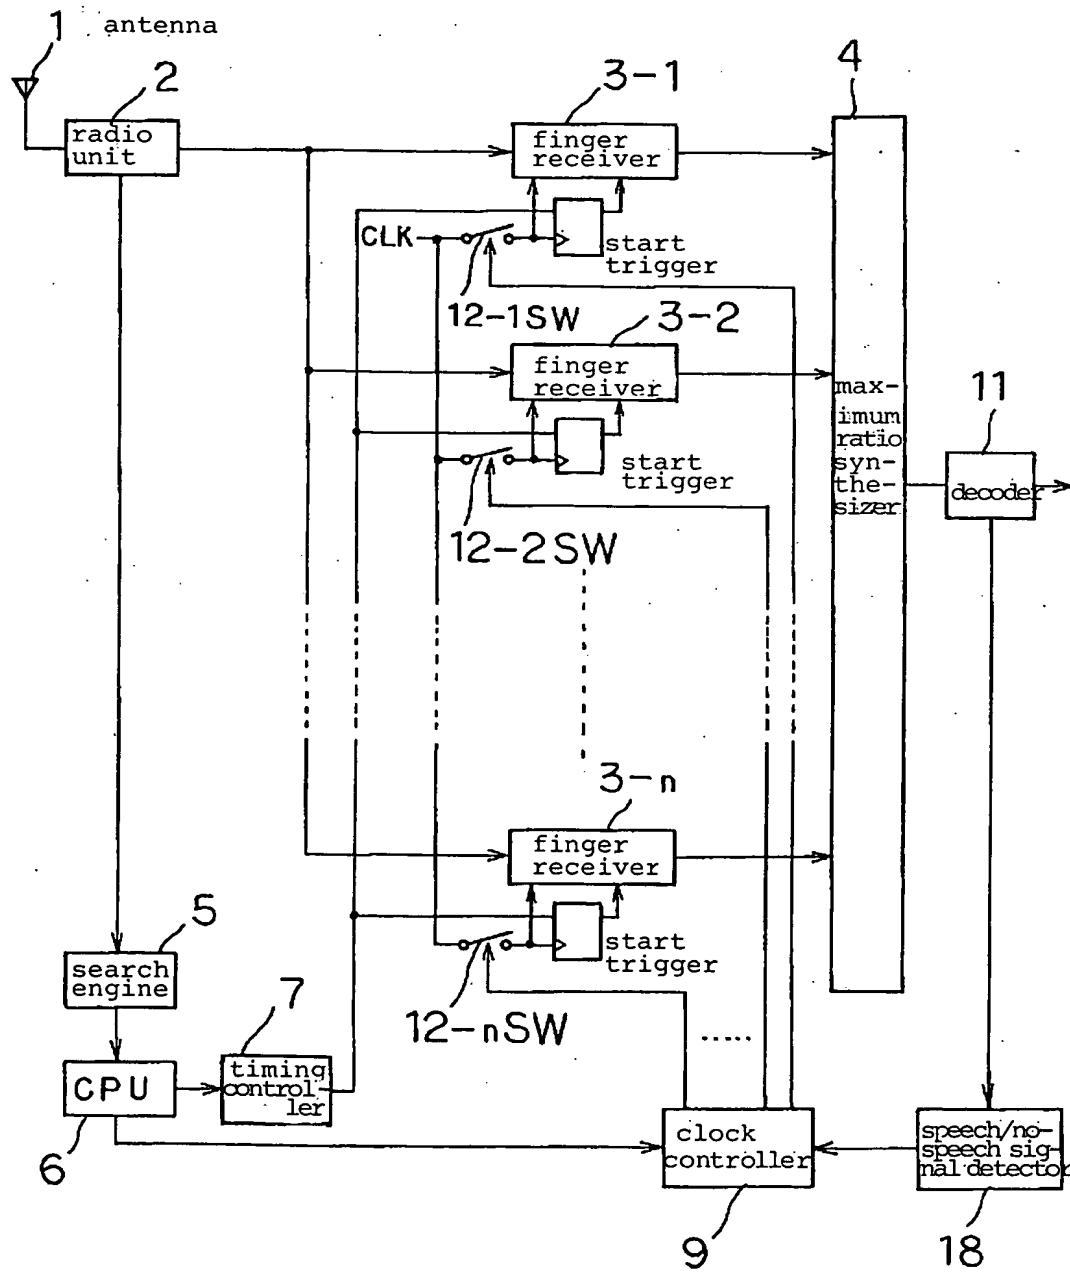 1 antenna
2
radio
unit
3-1
finger
receiver
4
CLK
start
trigger
12-1SW
3-2
finger
receiver
start
trigger
12-2SW
max-
imum
ratio
syn-
the-
sizer
11
decoder
3-n
finger
receiver
start
trigger
12-nSW
5
search
engine
7
timing
control
ler
CPU
6
clock
controller
9
speech/no-
speech sig-
nal detector
18